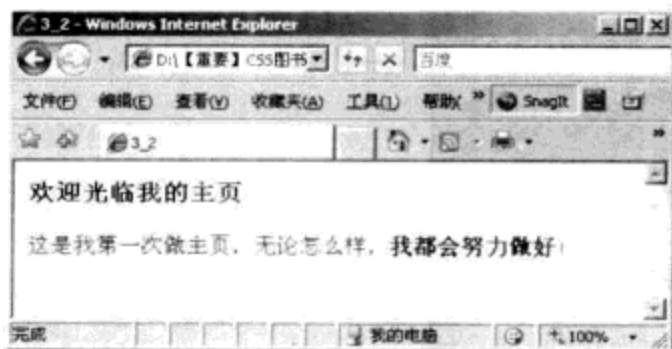 3_2 - Windows Internet Explorer
D:\【重要】CSS图书
百度
文件(F) 编辑(E) 查看(V) 收藏夹(A) 工具(T) 帮助( » SnagIt
3_2 »
欢迎光临我的主页
这是我第一次做主页，无论怎么样，我都会努力做好！
完成 我的电脑 100%